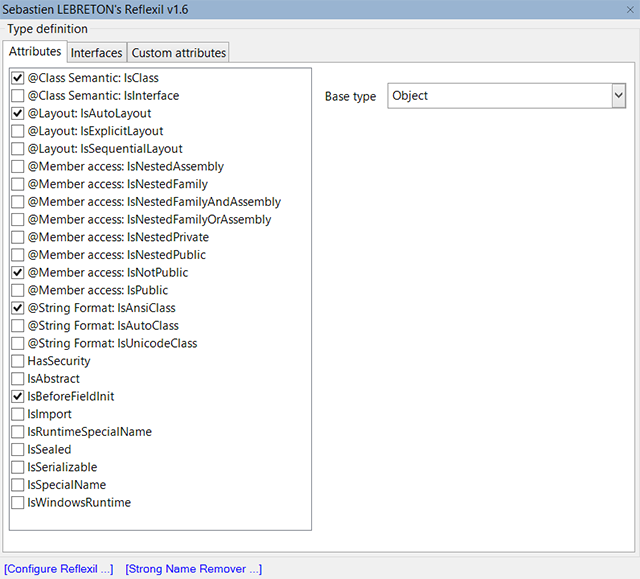 Sebastien LEBRETON's Reflexil v1.6
Type definition
Attributes Interfaces Custom attributes
@Class Semantic: IsClass
@Class Semantic: IsInterface
@Layout: IsAutoLayout
@Layout: IsExplicitLayout
@Layout: IsSequentialLayout
@Member access: IsNestedAssembly
@Member access: IsNestedFamily
@Member access: IsNestedFamilyAndAssembly
@Member access: IsNestedFamilyOrAssembly
@Member access: IsNestedPrivate
@Member access: IsNestedPublic
@Member access: IsNotPublic
@Member access: IsPublic
@String Format: IsAnsiClass
@String Format: IsAutoClass
@String Format: IsUnicodeClass
HasSecurity
IsAbstract
IsBeforeFieldInit
IsImport
IsRuntimeSpecialName
IsSealed
IsSerializable
IsSpecialName
IsWindowsRuntime
Base type Object
[Configure Reflexil ...] [Strong Name Remover ...]